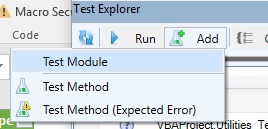 Macro Sec
Test Explorer
Run
Add
Code
Test Module
Test Method
Test Method (Expected Error)
VBAProject.Utilities